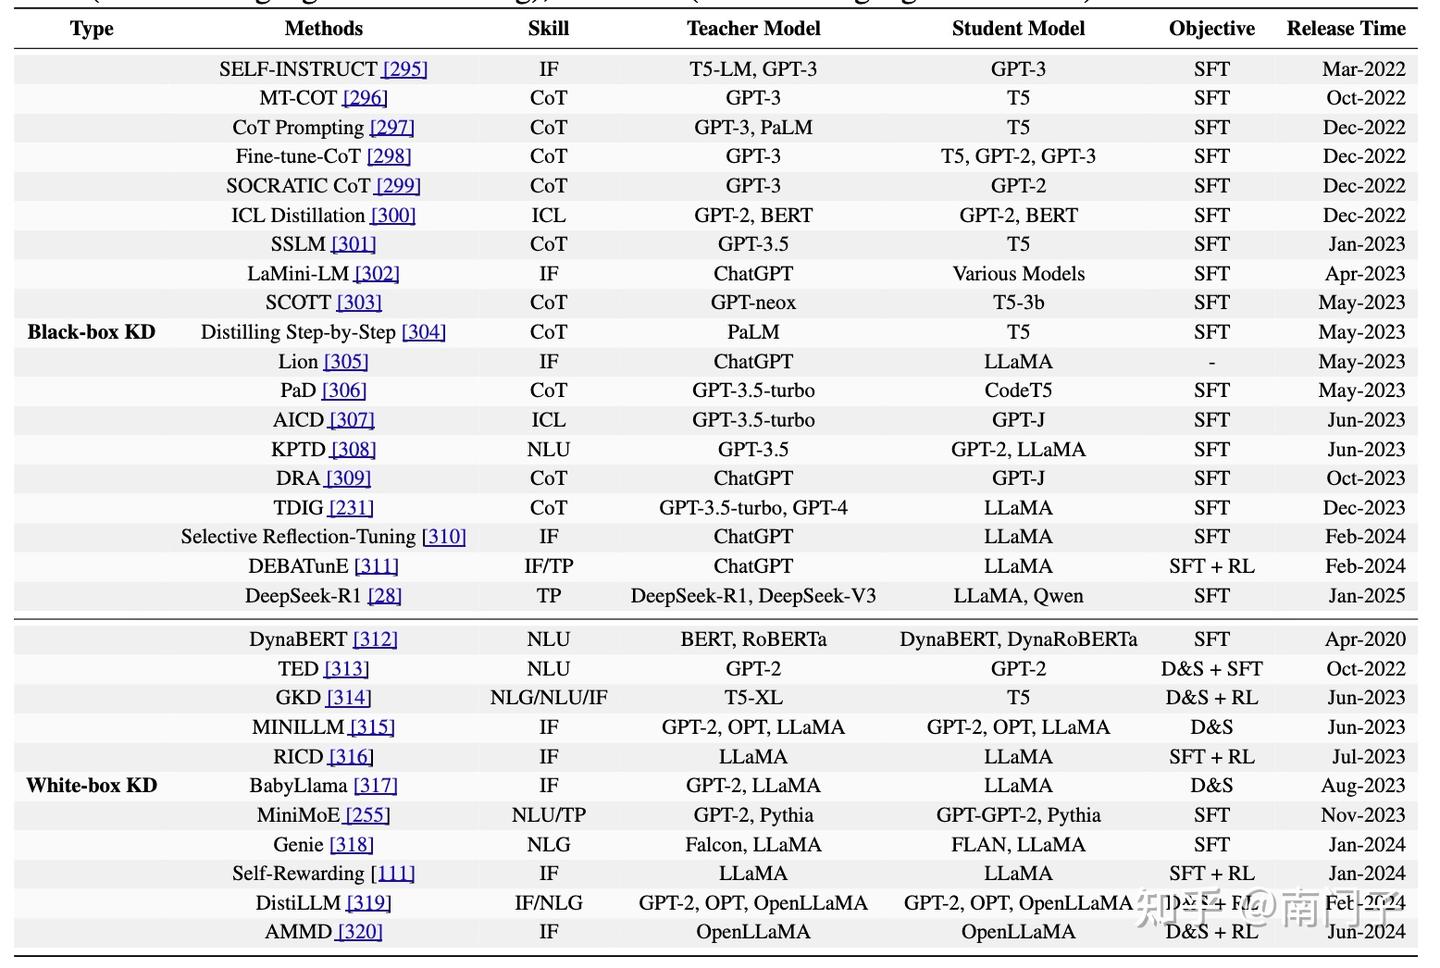 Type Methods Skill Teacher Model Student Model Objective Release Time
SELF-INSTRUCT [295] IF T5-LM, GPT-3 GPT-3 SFT Mar-2022
MT-COT [296] CoT GPT-3 T5 SFT Oct-2022
CoT Prompting [297] CoT GPT-3, PaLM T5 SFT Dec-2022
Fine-tune-CoT [298] CoT GPT-3 T5, GPT-2, GPT-3 SFT Dec-2022
SOCRATIC CoT [299] CoT GPT-3 GPT-2 SFT Dec-2022
ICL Distillation [300] ICL GPT-2, BERT GPT-2, BERT SFT Dec-2022
SSLM [301] CoT GPT-3.5 T5 SFT Jan-2023
LaMini-LM [302] IF ChatGPT Various Models SFT Apr-2023
SCOTT [303] CoT GPT-neox T5-3b SFT May-2023
Black-box KD Distilling Step-by-Step [304] CoT PaLM T5 SFT May-2023
Lion [305] IF ChatGPT LLaMA - May-2023
PaD [306] CoT GPT-3.5-turbo CodeT5 SFT May-2023
AICD [307] ICL GPT-3.5-turbo GPT-J SFT Jun-2023
KPTD [308] NLU GPT-3.5 GPT-2, LLaMA SFT Jun-2023
DRA [309] CoT ChatGPT GPT-J SFT Oct-2023
TDIG [231] CoT GPT-3.5-turbo, GPT-4 LLaMA SFT Dec-2023
Selective Reflection-Tuning [310] IF ChatGPT LLaMA SFT Feb-2024
DEBATunE [311] IF/TP ChatGPT LLaMA SFT + RL Feb-2024
DeepSeek-R1 [28] TP DeepSeek-R1, DeepSeek-V3 LLaMA, Qwen SFT Jan-2025
DynaBERT [312] NLU BERT, RoBERTa DynaBERT, DynaRoBERTa SFT Apr-2020
TED [313] NLU GPT-2 GPT-2 D&S + SFT Oct-2022
GKD [314] NLG/NLU/IF T5-XL T5 D&S + RL Jun-2023
MINILLM [315] IF GPT-2, OPT, LLaMA GPT-2, OPT, LLaMA D&S Jun-2023
RICD [316] IF LLaMA LLaMA SFT + RL Jul-2023
White-box KD BabyLlama [317] IF GPT-2, LLaMA LLaMA D&S Aug-2023
MiniMoE [255] NLU/TP GPT-2, Pythia GPT-GPT-2, Pythia SFT Nov-2023
Genie [318] NLG Falcon, LLaMA FLAN, LLaMA SFT Jan-2024
Self-Rewarding [111] IF LLaMA LLaMA SFT + RL Jan-2024
DistiLLM [319] IF/NLG GPT-2, OPT, OpenLLaMA GPT-2, OPT, OpenLLaMA D&S + RL Feb-2024
AMMD [320] IF OpenLLaMA OpenLLaMA D&S + RL Jun-2024
知乎 @南门子